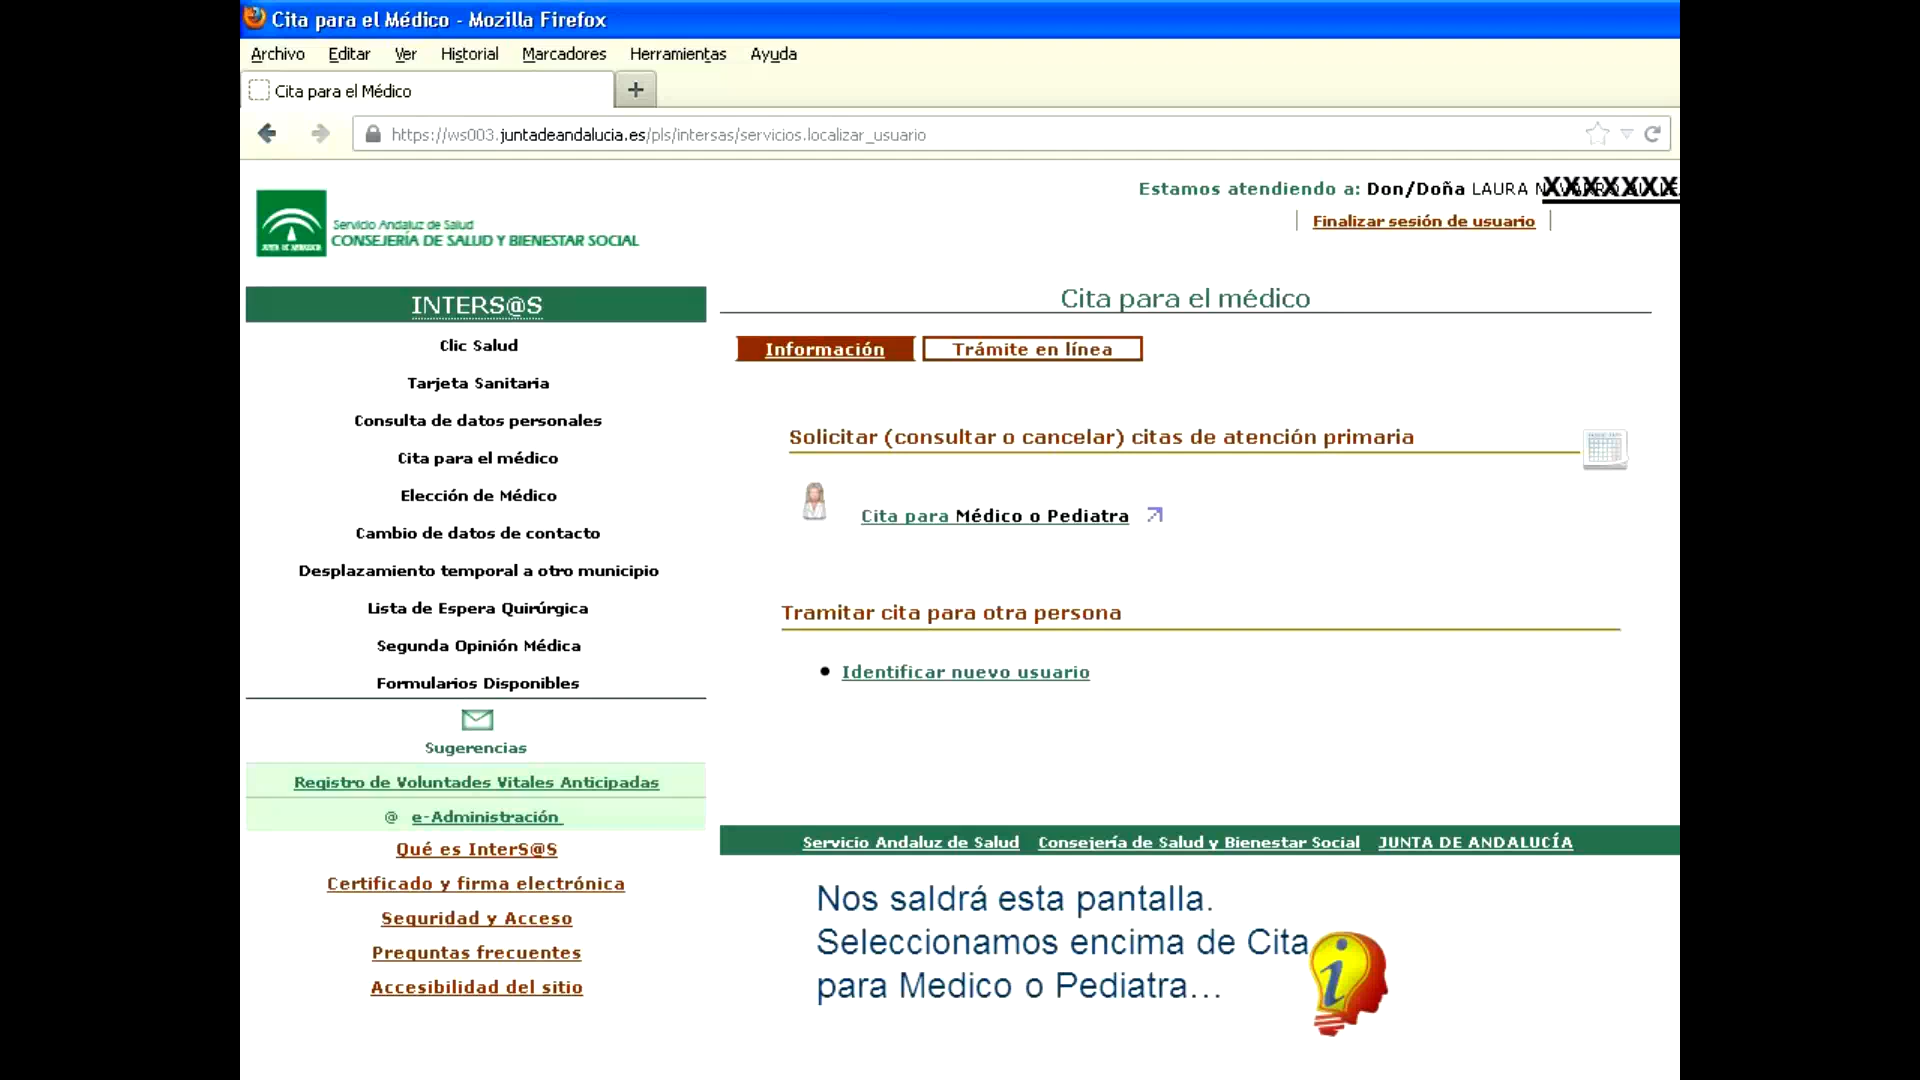 Cita para el Médico - Mozilla Firefox
Archivo Editar Ver Historial Marcadores Herramientas Ayuda
Cita para el Médico +
https://ws003.juntadeandalucia.es/pls/intersas/servicios.localizar_usuario
Estamos atendiendo a: Don/Doña LAURA XXXXXXX
Finalizar sesión de usuario
JUNTA DE ANDALUCIA
Servicio Andaluz de Salud
CONSEJERÍA DE SALUD Y BIENESTAR SOCIAL
INTERS@S
Clic Salud
Tarjeta Sanitaria
Consulta de datos personales
Cita para el médico
Elección de Médico
Cambio de datos de contacto
Desplazamiento temporal a otro municipio
Lista de Espera Quirúrgica
Segunda Opinión Médica
Formularios Disponibles
Sugerencias
Registro de Voluntades Vitales Anticipadas
@ e-Administración
Qué es InterS@S
Certificado y firma electrónica
Seguridad y Acceso
Preguntas frecuentes
Accesibilidad del sitio
Cita para el médico
Información Trámite en línea
Solicitar (consultar o cancelar) citas de atención primaria
Cita para Médico o Pediatra
Tramitar cita para otra persona
• Identificar nuevo usuario
Servicio Andaluz de Salud Consejería de Salud y Bienestar Social JUNTA DE ANDALUCÍA
Nos saldrá esta pantalla.
Seleccionamos encima de Cita
para Medico o Pediatra...
i